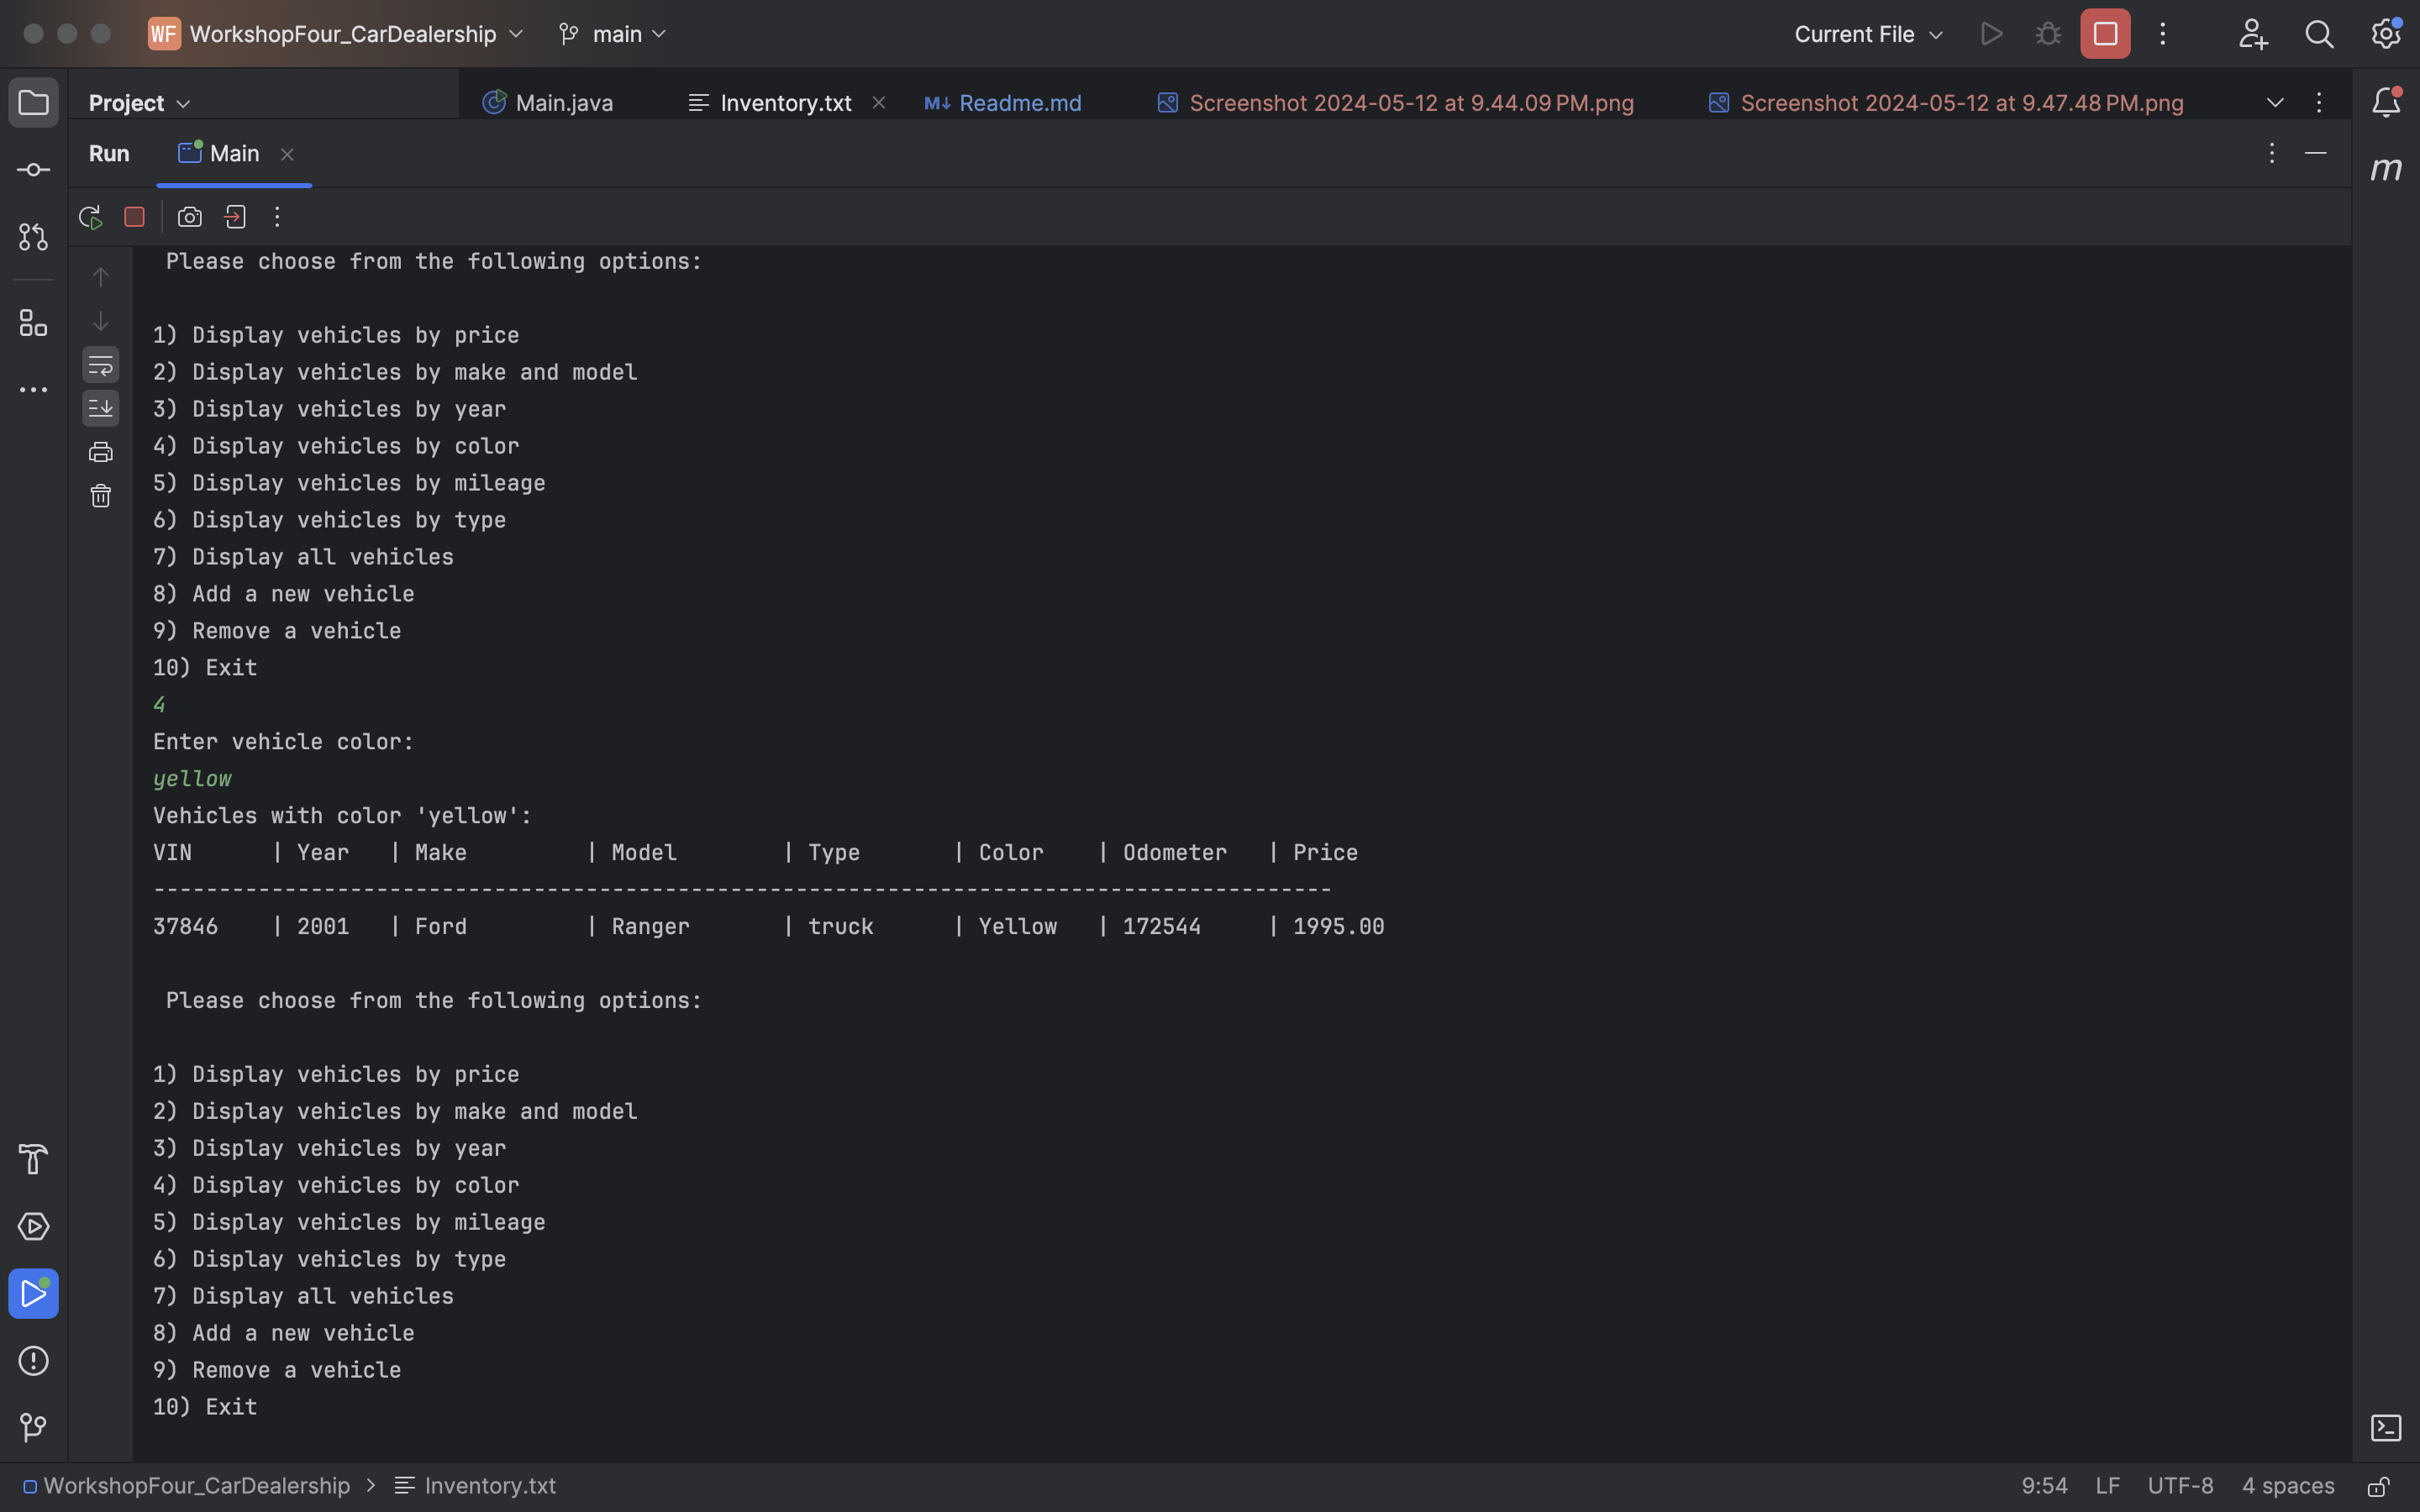 WF WorkshopFour_CarDealership main Current File
Project Main.java Inventory.txt M↓ Readme.md Screenshot 2024-05-12 at 9.44.09 PM.png Screenshot 2024-05-12 at 9.47.48 PM.png
Run Main
m
Please choose from the following options:
1) Display vehicles by price
2) Display vehicles by make and model
3) Display vehicles by year
4) Display vehicles by color
5) Display vehicles by mileage
6) Display vehicles by type
7) Display all vehicles
8) Add a new vehicle
9) Remove a vehicle
10) Exit
4
Enter vehicle color:
yellow
Vehicles with color 'yellow':
VIN | Year | Make | Model | Type | Color | Odometer | Price
------------------------------------------------------------------------------------------
37846 | 2001 | Ford | Ranger | truck | Yellow | 172544 | 1995.00
Please choose from the following options:
1) Display vehicles by price
2) Display vehicles by make and model
3) Display vehicles by year
4) Display vehicles by color
5) Display vehicles by mileage
6) Display vehicles by type
7) Display all vehicles
8) Add a new vehicle
9) Remove a vehicle
10) Exit
WorkshopFour_CarDealership > Inventory.txt 9:54 LF UTF-8 4 spaces